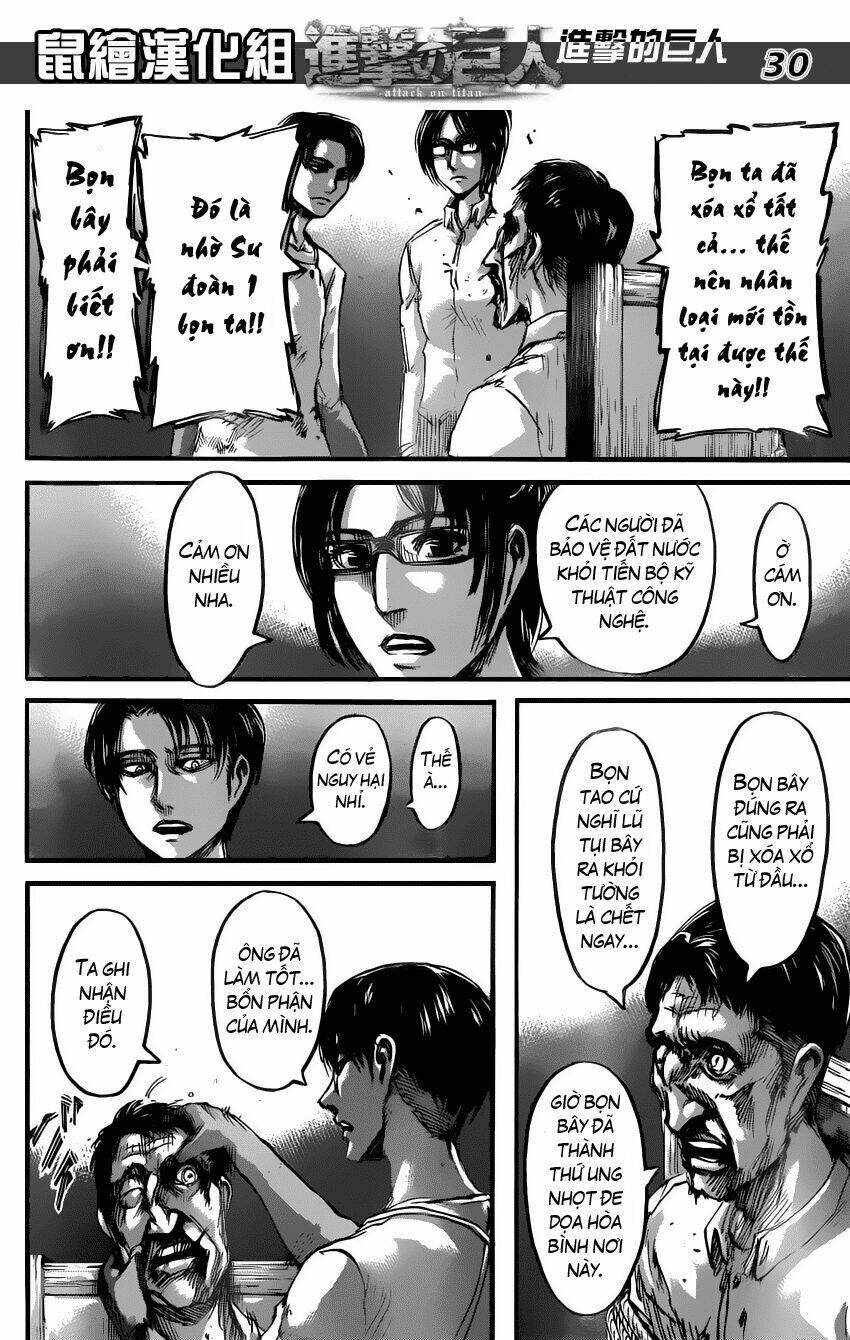 鼠繪漢化組
進撃の巨人
attack on titan
進擊的巨人
30
Bọn ta đã
xóa xổ tất
cả... thế
nên nhân
loại mới tồn
tại được thế
này!!
Đó là
nhờ Sư
đoàn 1
bọn ta!!
Bọn
bây
phải
biết
ơn!!
Ờ
CÁM
ƠN.
CÁC NGƯỜI ĐÃ
BẢO VỆ ĐẤT NƯỚC
KHỎI TIẾN BỘ KỸ
THUẬT CÔNG
NGHỆ.
CẢM ƠN
NHIỀU
NHA.
THẾ
À...
CÓ VẺ
NGUY HẠI
NHỈ.
BỌN BÂY
ĐÚNG RA
CŨNG PHẢI
BỊ XÓA XỔ
TỪ ĐẦU...
BỌN
TAO CỨ
NGHĨ LŨ
TỤI BÂY
RA KHỎI
TƯỜNG
LÀ CHẾT
NGAY...
GIỜ BỌN
BÂY ĐÃ
THÀNH
THỨ UNG
NHỌT ĐE
DỌA HÒA
BÌNH NƠI
NÀY.
ÔNG ĐÃ
LÀM TỐT...
BỔN PHẬN
CỦA MÌNH.
TA GHI
NHẬN
ĐIỀU
ĐÓ.